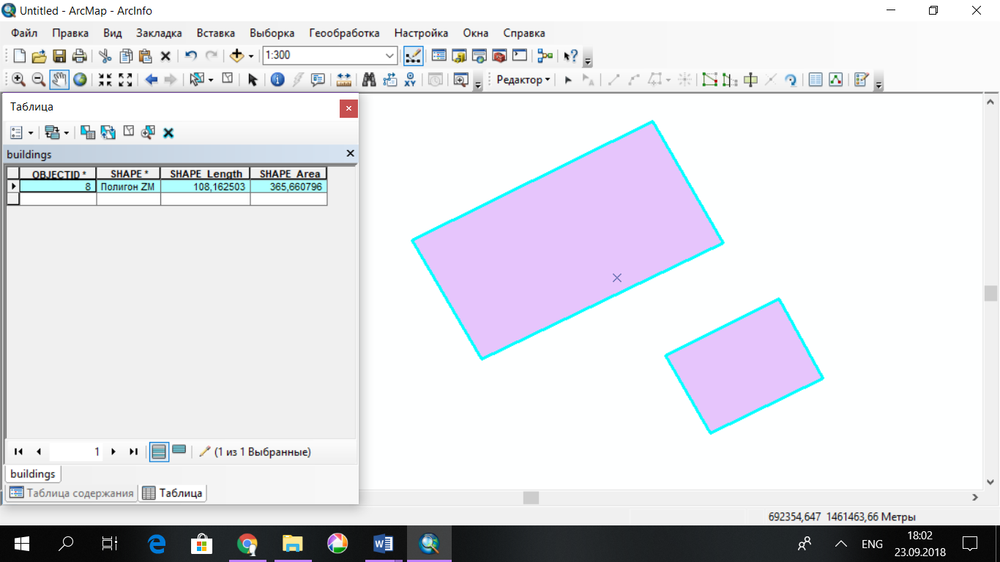 Untitled - ArcMap - ArcInfo
Файл Правка Вид Закладка Вставка Выборка Геообработка Настройка Окна Справка
1:300
XY
Редактор
Таблица
buildings
OBJECTID * SHAPE * SHAPE_Length SHAPE_Area
8 Полигон ZM 108,162503 365,660796
1 (1 из 1 Выбранные)
buildings
Таблица содержания Таблица
692354,647 1461463,66 Метры
ENG 18:02
23.09.2018